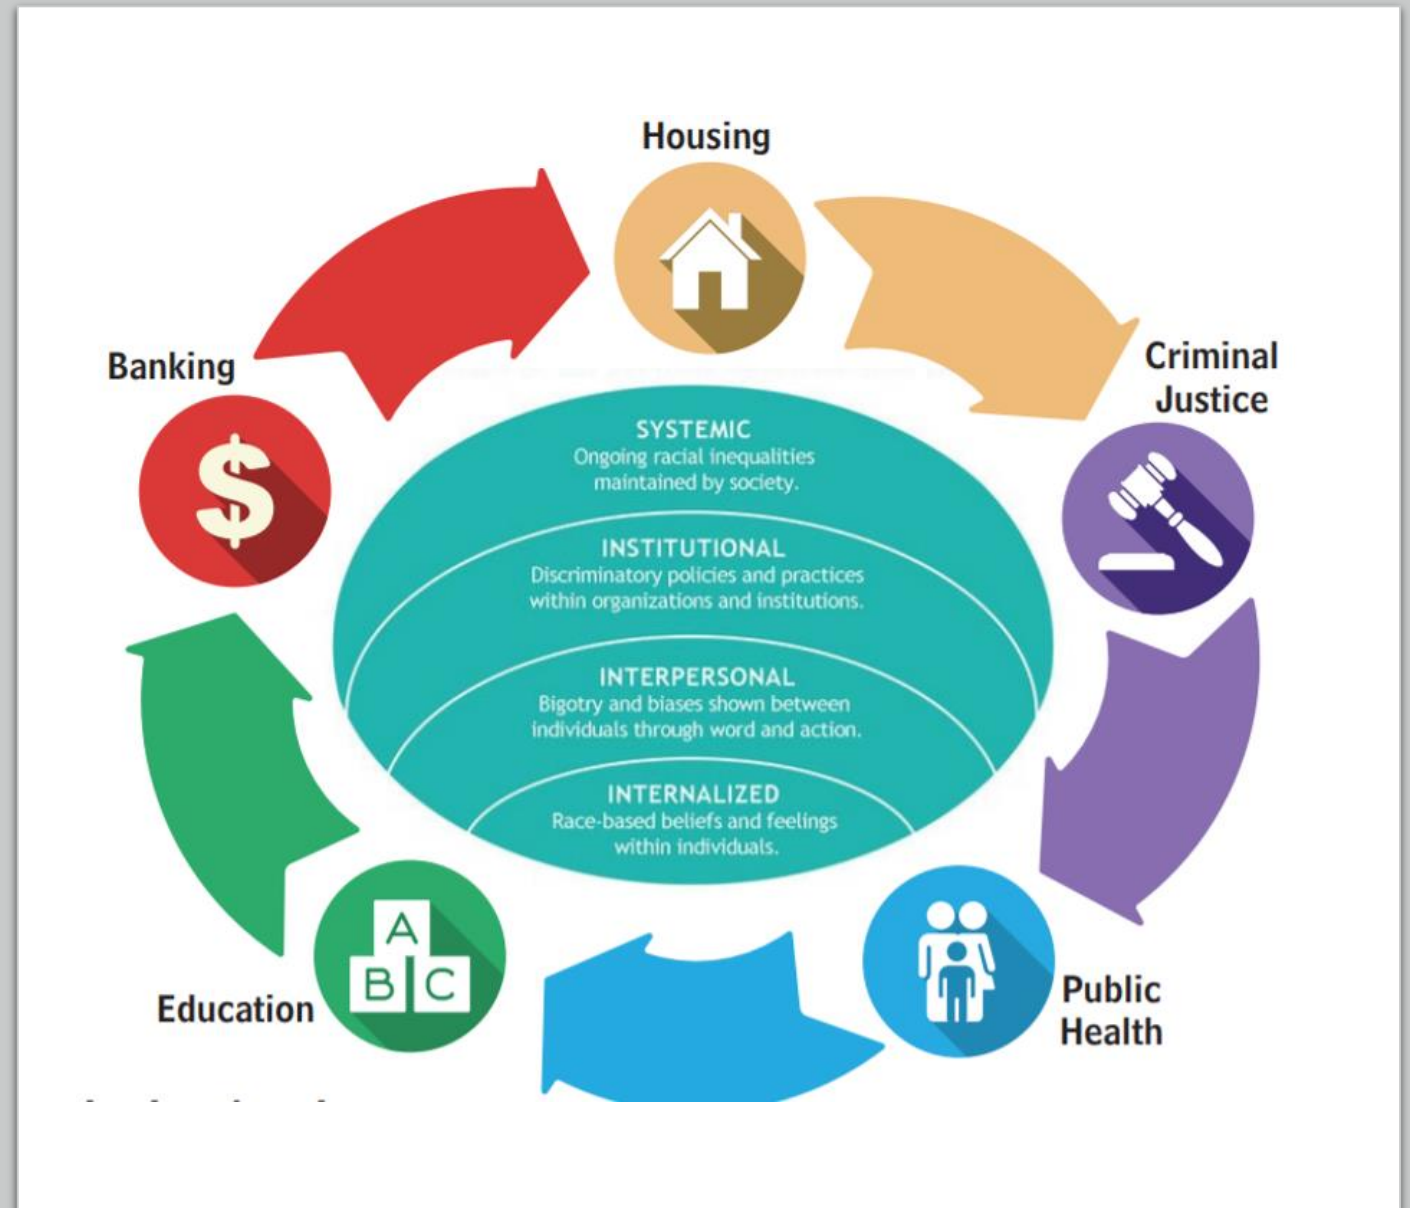 Housing
Criminal
Justice
Banking
SYSTEMIC
Ongoing racial inequalities
maintained by society.
INSTITUTIONAL
Discriminatory policies and practices
within organizations and institutions.
INTERPERSONAL
Bigotry and biases shown between
individuals through word and action.
INTERNALIZED
Race-based beliefs and feelings
within individuals.
A
B C
Education
Public
Health